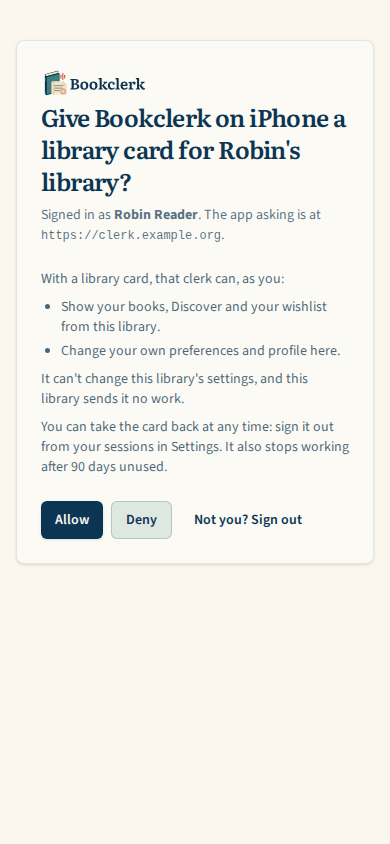 Bookclerk
Give Bookclerk on iPhone a
library card for Robin's
library?
Signed in as Robin Reader. The app asking is at
https://clerk.example.org.
With a library card, that clerk can, as you:
• Show your books, Discover and your wishlist
from this library.
• Change your own preferences and profile here.
It can't change this library's settings, and this
library sends it no work.
You can take the card back at any time: sign it out
from your sessions in Settings. It also stops working
after 90 days unused.
Allow Deny Not you? Sign out